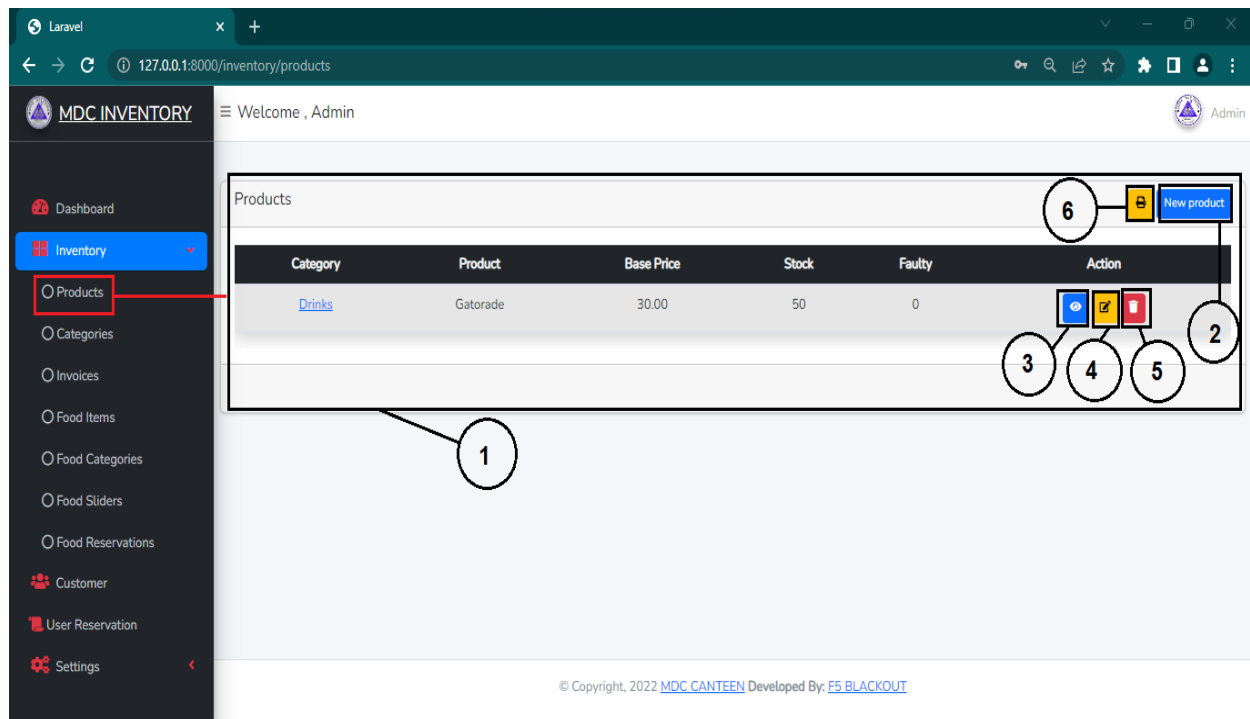 Laravel
127.0.0.1:8000/inventory/products
MDC INVENTORY
Welcome , Admin
Admin
Dashboard
Inventory
Products
Categories
Invoices
Food Items
Food Categories
Food Sliders
Food Reservations
Customer
User Reservation
Settings
Products
6
New product
Category Product Base Price Stock Faulty Action
Drinks Gatorade 30.00 50 0
2
3 4 5
1
© Copyright, 2022 MDC CANTEEN Developed By: F5 BLACKOUT